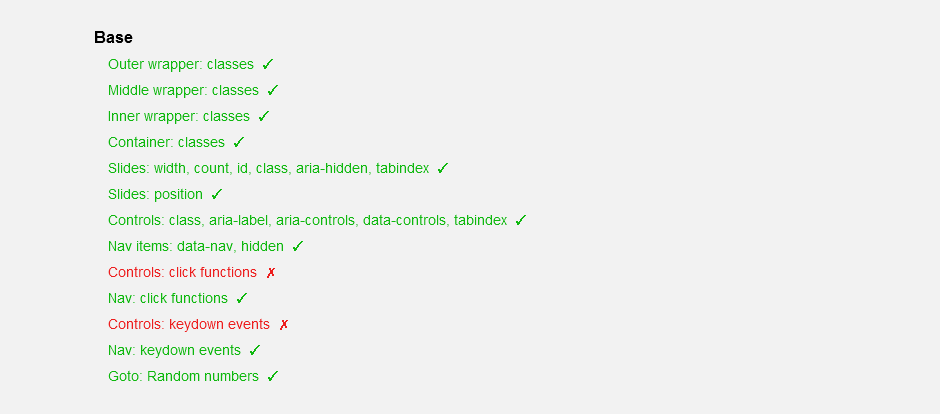 Base
Outer wrapper: classes ✓
Middle wrapper: classes ✓
Inner wrapper: classes ✓
Container: classes ✓
Slides: width, count, id, class, aria-hidden, tabindex ✓
Slides: position ✓
Controls: class, aria-label, aria-controls, data-controls, tabindex ✓
Nav items: data-nav, hidden ✓
Controls: click functions ✗
Nav: click functions ✓
Controls: keydown events ✗
Nav: keydown events ✓
Goto: Random numbers ✓